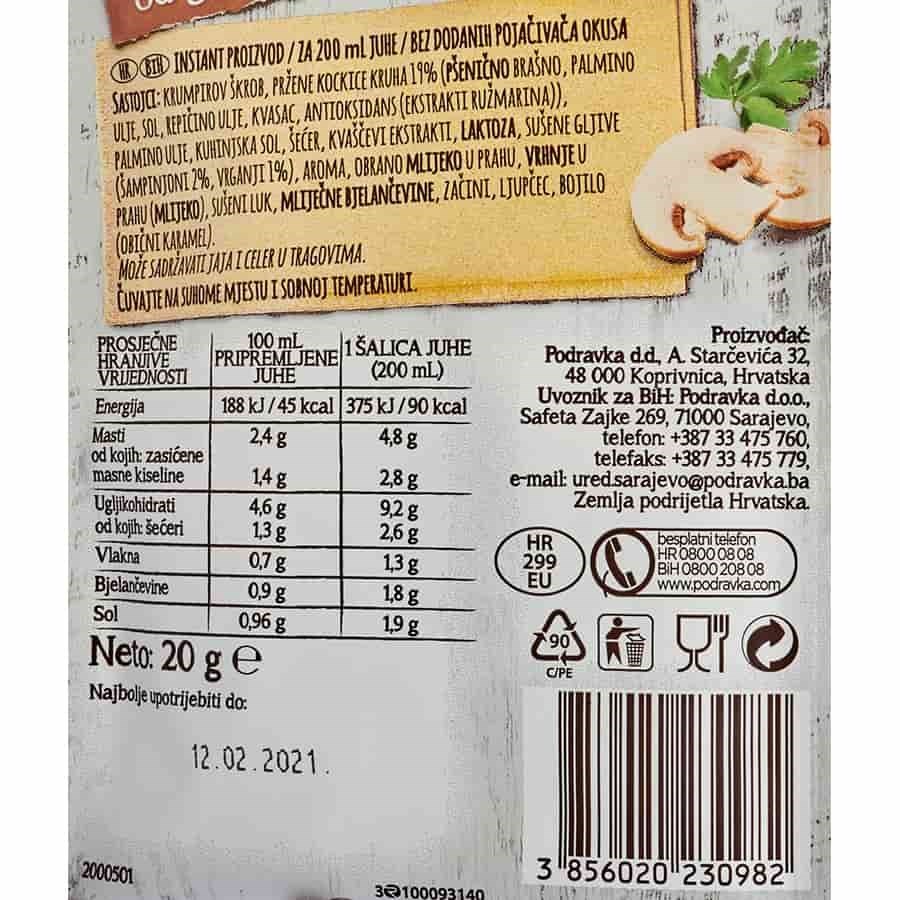 HR BIH INSTANT PROIZVOD / ZA 200 mL JUHE / BEZ DODANIH POJAČIVAČA OKUSA
SASTOJCI: KRUMPIROV ŠKROB, PRŽENE KOCKICE KRUHA 19% (PŠENIČNO BRAŠNO, PALMINO
ULJE, SOL, REPIČINO ULJE, KVASAC, ANTIOKSIDANS (EKSTRAKTI RUŽMARINA)),
PALMINO ULJE, KUHINJSKA SOL, ŠEĆER, KVAŠČEVI EKSTRAKTI, LAKTOZA, SUŠENE GLJIVE
(ŠAMPINJONI 2%, VRGANJI 1%), AROMA, OBRANO MLIJEKO U PRAHU, VRHNJE U
PRAHU (MLIJEKO), SUŠENI LUK, MLIJEČNE BJELANČEVINE, ZAČINI, LJUPČEC, BOJILO
(OBIČNI KARAMEL).
MOŽE SADRŽAVATI JAJA I CELER U TRAGOVIMA.
ČUVAJTE NA SUHOME MJESTU I SOBNOJ TEMPERATURI.
PROSJEČNE HRANJIVE VRIJEDNOSTI 100 mL PRIPREMLJENE JUHE 1 ŠALICA JUHE (200 mL)
Energija 188 kJ / 45 kcal 375 kJ / 90 kcal
Masti 2,4 g 4,8 g
od kojih: zasićene
masne kiseline 1,4 g 2,8 g
Ugljikohidrati 4,6 g 9,2 g
od kojih: šećeri 1,3 g 2,6 g
Vlakna 0,7 g 1,3 g
Bjelančevine 0,9 g 1,8 g
Sol 0,96 g 1,9 g
Neto: 20 g e
Najbolje upotrijebiti do:
12.02.2021.
2000501
Proizvođač:
Podravka d.d., A. Starčevića 32,
48 000 Koprivnica, Hrvatska
Uvoznik za BiH: Podravka d.o.o.,
Safeta Zajke 269, 71000 Sarajevo,
telefon: +387 33 475 760,
telefaks: +387 33 475 779,
e-mail: ured.sarajevo@podravka.ba
Zemlja podrijetla Hrvatska.
HR
299
EU
besplatni telefon
HR 0800 08 08
BiH 0800 208 08
www.podravka.com
90
C/PE
3 856020 230982
100093140